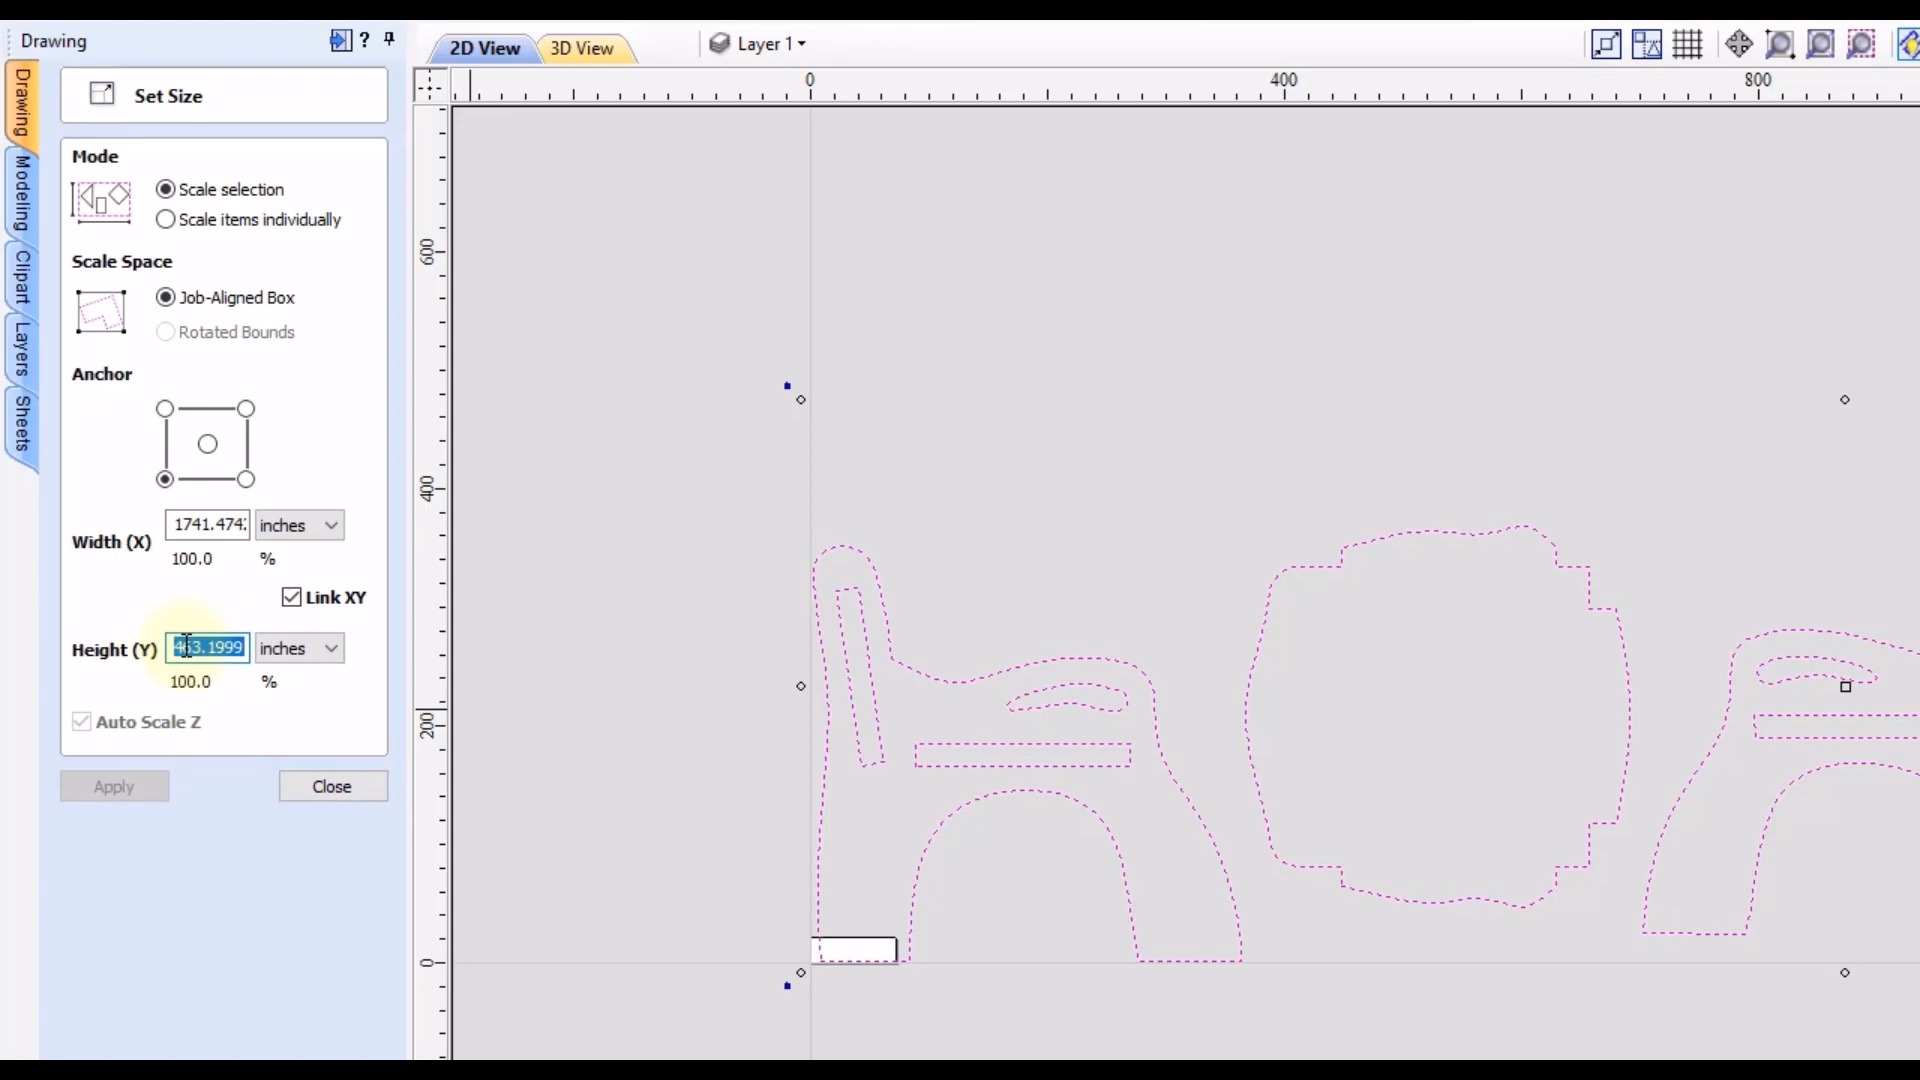 Drawing
?
2D View
3D View
Layer 1
Drawing
Modeling
Clipart
Layers
Sheets
Set Size
Mode
Scale selection
Scale items individually
Scale Space
Job-Aligned Box
Rotated Bounds
Anchor
Width (X)
1741.474
inches
100.0
%
Link XY
Height (Y)
463.1999
inches
100.0
%
Auto Scale Z
Apply
Close
0
400
800
600
400
200
0